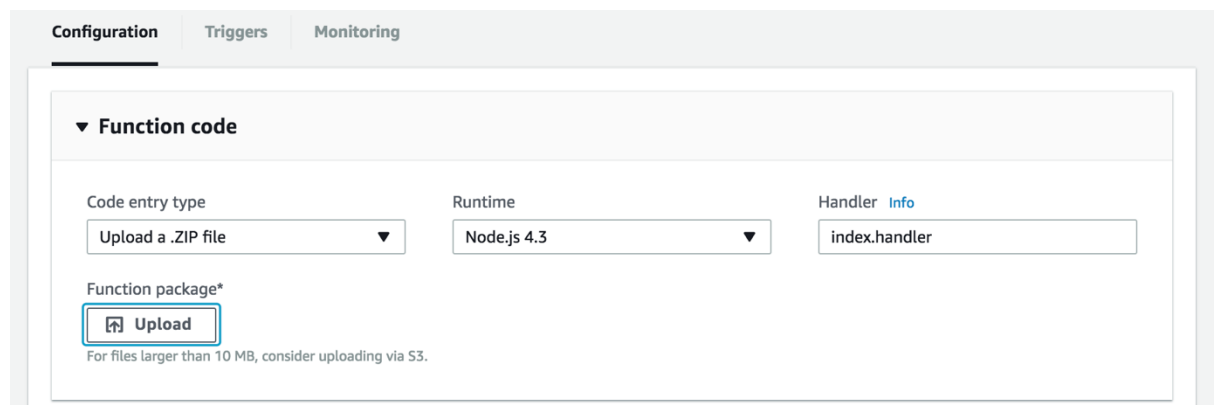 Configuration Triggers Monitoring
Function code
Code entry type Runtime Handler Info
Upload a .ZIP file Node.js 4.3 index.handler
Function package*
Upload
For files larger than 10 MB, consider uploading via S3.